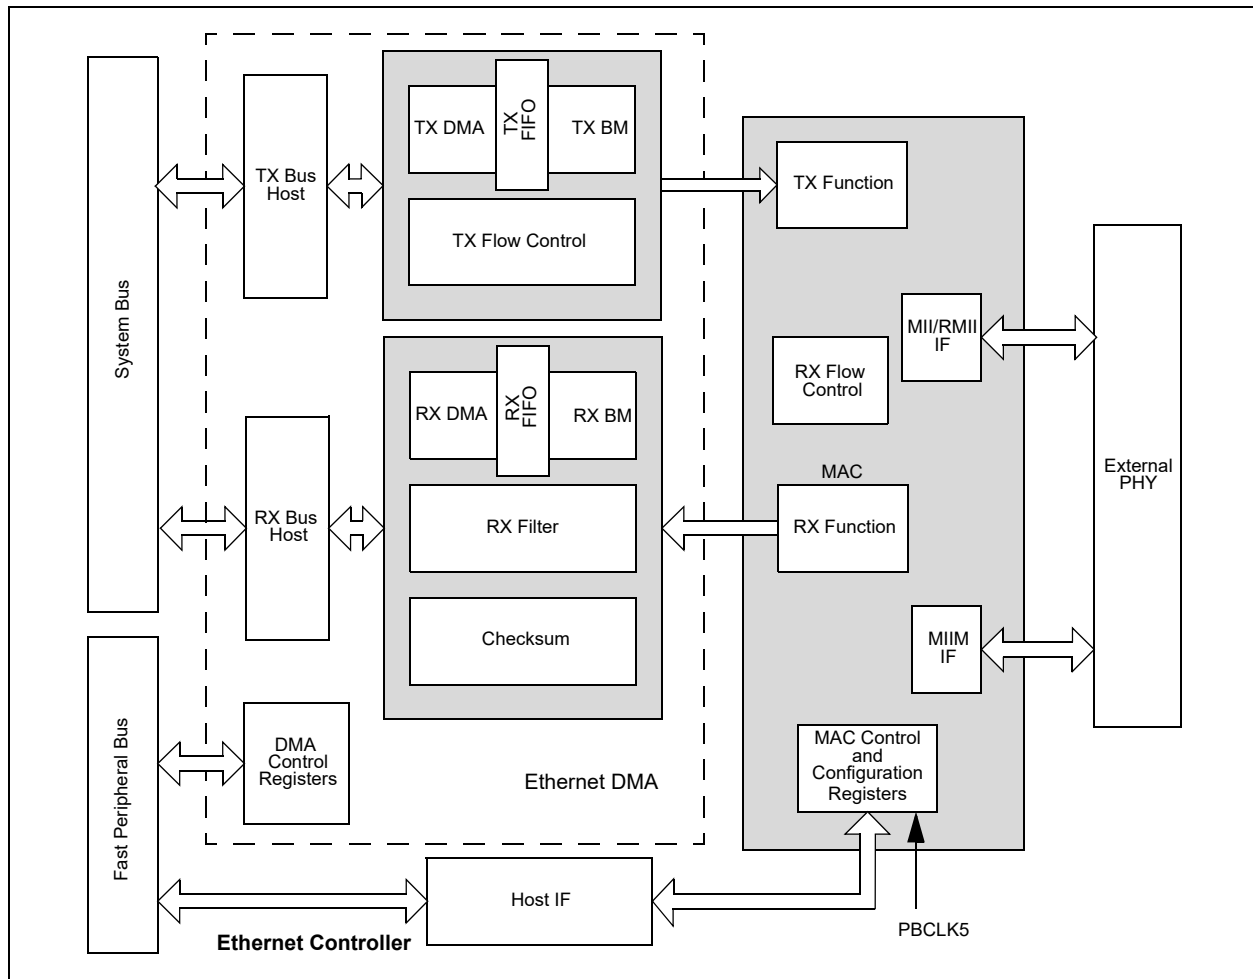 System Bus
Fast Peripheral Bus
TX Bus
Host
TX DMA
TX
FIFO
TX BM
TX Flow Control
RX Bus
Host
RX DMA
RX
FIFO
RX BM
RX Filter
Checksum
DMA
Control
Registers
Ethernet DMA
TX Function
MII/RMII
IF
RX Flow
Control
MAC
RX Function
MIIM
IF
MAC Control
and
Configuration
Registers
External
PHY
Host IF
PBCLK5
Ethernet Controller